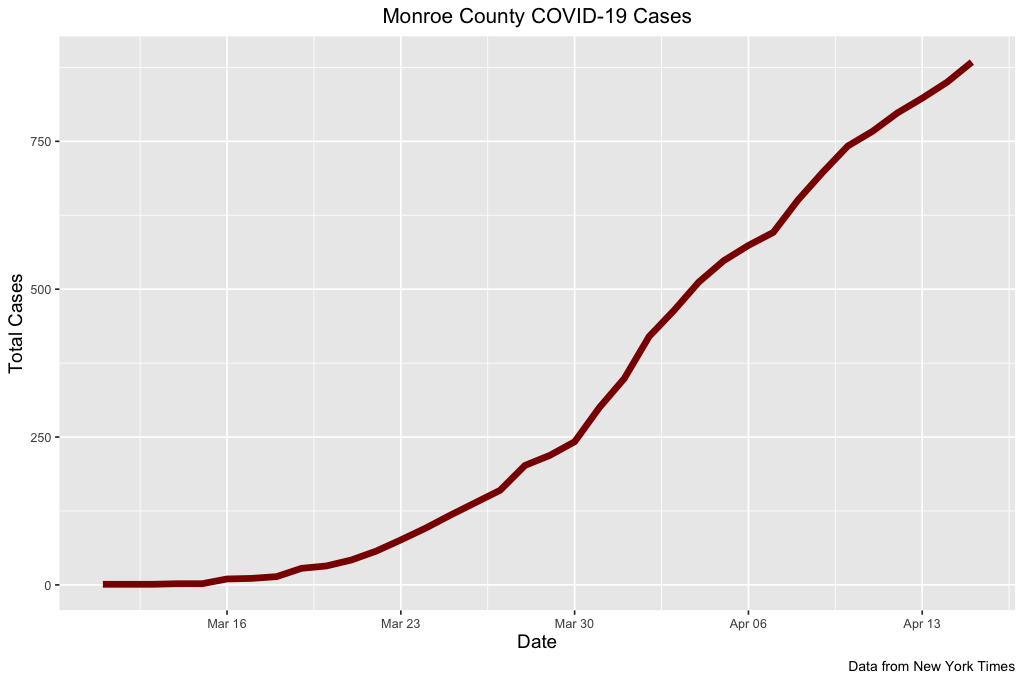 Monroe County COVID-19 Cases
Total Cases
750
500
250
0
Mar 16
Mar 23
Mar 30
Apr 06
Apr 13
Date
Data from New York Times